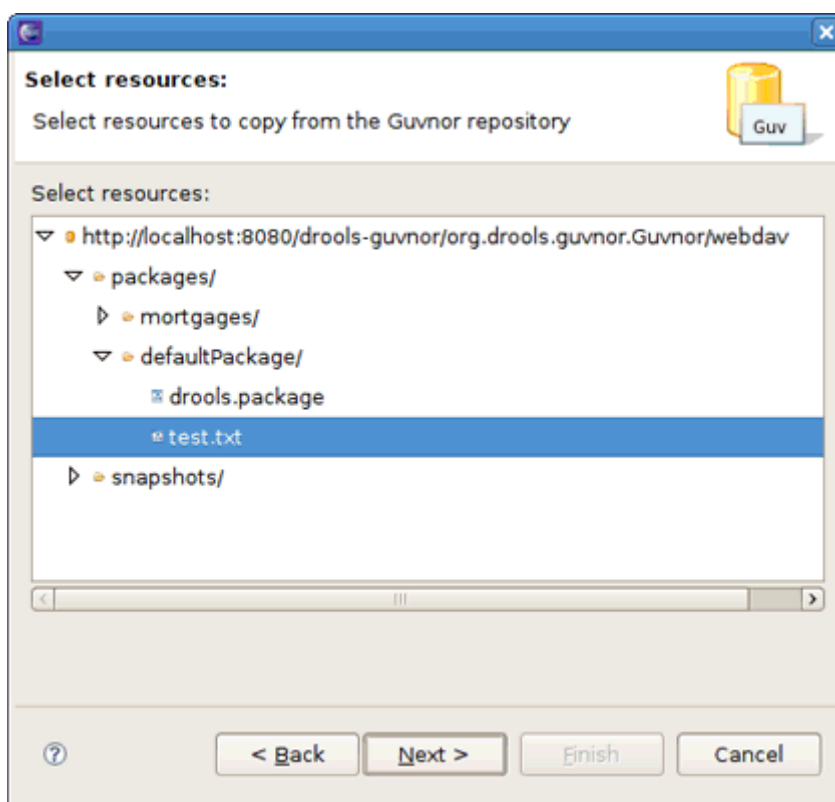 Select resources:
Select resources to copy from the Guvnor repository
Guv
Select resources:
http://localhost:8080/drools-guvnor/org.drools.guvnor.Guvnor/webdav
packages/
mortgages/
defaultPackage/
drools.package
test.txt
snapshots/
< Back
Next >
Finish
Cancel